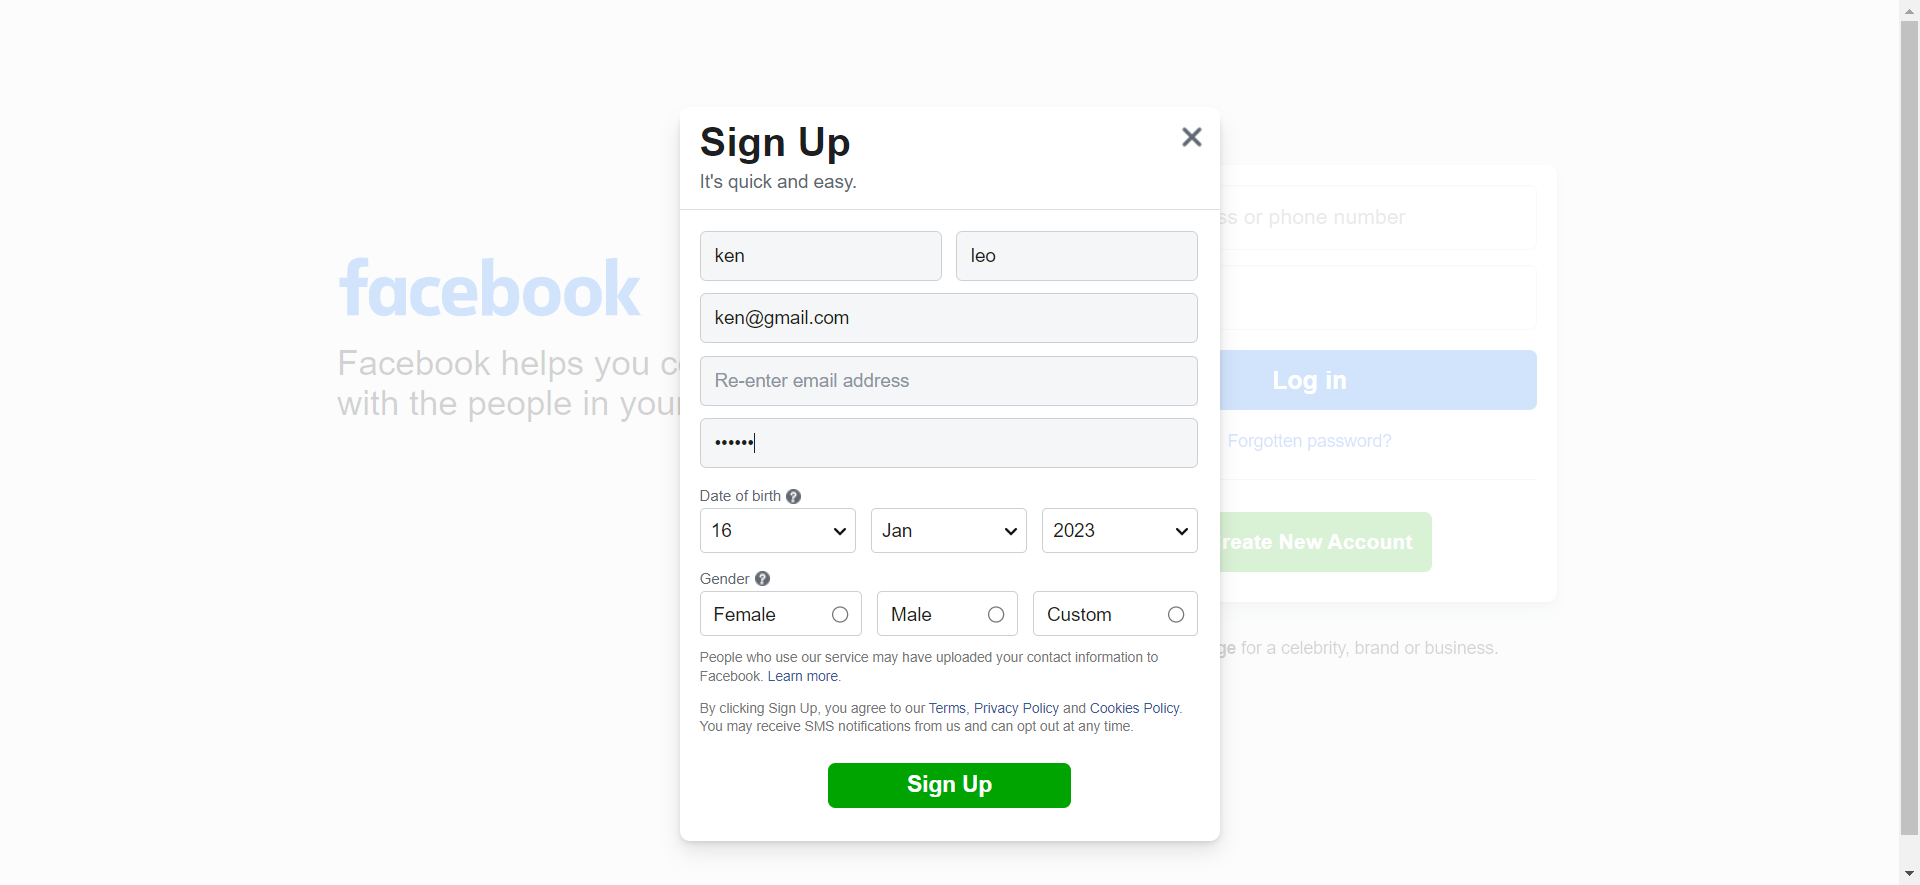 Sign Up
It's quick and easy.
ken leo
ken@gmail.com
Re-enter email address
••••••
Date of birth ?
16 Jan 2023
Gender ?
Female Male Custom
People who use our service may have uploaded your contact information to
Facebook. Learn more.
By clicking Sign Up, you agree to our Terms, Privacy Policy and Cookies Policy.
You may receive SMS notifications from us and can opt out at any time.
Sign Up
facebook
Facebook helps you
with the people in your
or phone number
Log in
Forgotten password?
New Account
for a celebrity, brand or business.